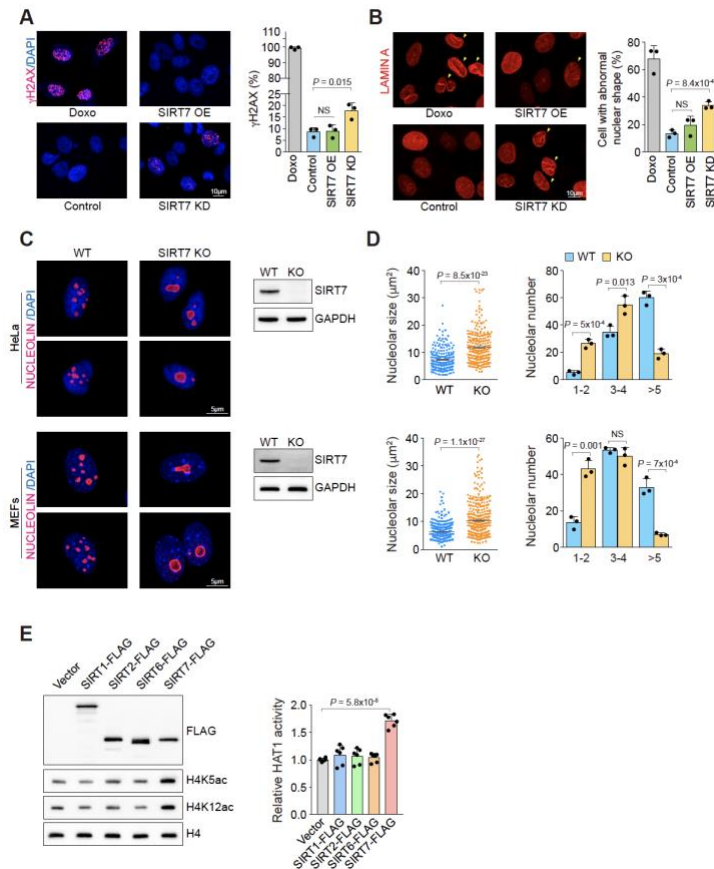 A
γH2AX/DAPI
Doxo
SIRT7 OE
Control
SIRT7 KD
10μm
γH2AX (%)
100
90
80
70
60
50
40
30
25
20
15
10
5
0
P = 0.015
NS
Doxo
Control
SIRT7 OE
SIRT7 KD
B
LAMIN A
Doxo
SIRT7 OE
Control
SIRT7 KD
10μm
Cell with abnormal
nuclear shape (%)
80
60
40
20
0
P = 8.4x10-4
NS
Doxo
Control
SIRT7 OE
SIRT7 KD
C
WT
SIRT7 KO
HeLa
NUCLEOLIN/DAPI
5μm
WT KO
SIRT7
GAPDH
MEFs
NUCLEOLIN/DAPI
5μm
WT KO
SIRT7
GAPDH
D
Nucleolar size (μm2)
40
30
20
10
0
P = 8.5x10-23
WT KO
WT KO
Nucleolar number
80
60
40
20
0
P = 5x10-4
P = 0.013
P = 3x10-4
1-2 3-4 >5
Nucleolar size (μm2)
40
30
20
10
0
P = 1.1x10-27
WT KO
Nucleolar number
60
40
20
0
P = 0.001
NS
P = 7x10-4
1-2 3-4 >5
E
Vector
SIRT1-FLAG
SIRT2-FLAG
SIRT6-FLAG
SIRT7-FLAG
FLAG
H4K5ac
H4K12ac
H4
Relative HAT1 activity
2.0
1.5
1.0
0.5
0
P = 5.8x10-8
Vector
SIRT1-FLAG
SIRT2-FLAG
SIRT6-FLAG
SIRT7-FLAG